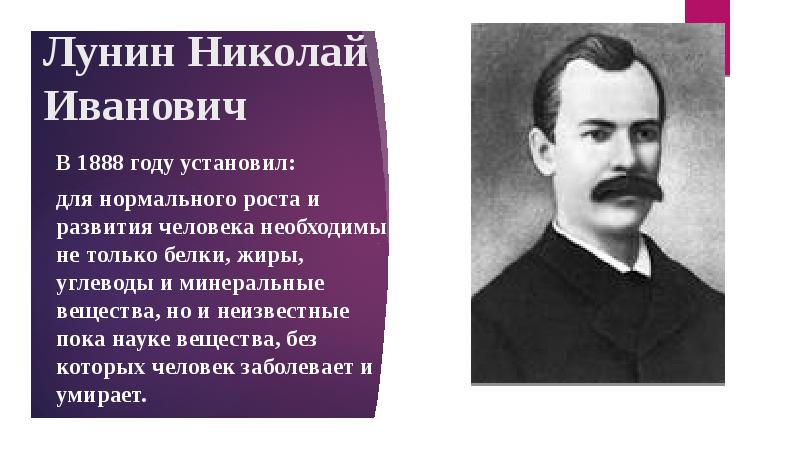 Лунин Николай
Иванович
В 1888 году установил:
для нормального роста и
развития человека необходимы
не только белки, жиры,
углеводы и минеральные
вещества, но и неизвестные
пока науке вещества, без
которых человек заболевает и
умирает.